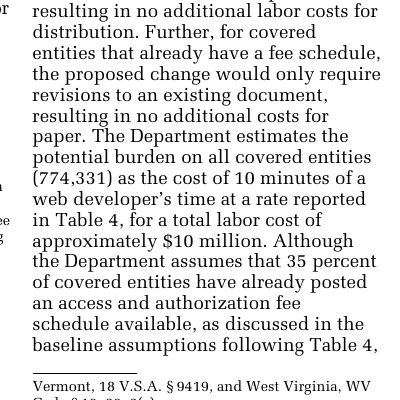 resulting in no additional labor costs for
distribution. Further, for covered
entities that already have a fee schedule,
the proposed change would only require
revisions to an existing document,
resulting in no additional costs for
paper. The Department estimates the
potential burden on all covered entities
(774,331) as the cost of 10 minutes of a
web developer's time at a rate reported
in Table 4, for a total labor cost of
approximately $10 million. Although
the Department assumes that 35 percent
of covered entities have already posted
an access and authorization fee
schedule available, as discussed in the
baseline assumptions following Table 4,
Vermont, 18 V.S.A. § 9419, and West Virginia, WV